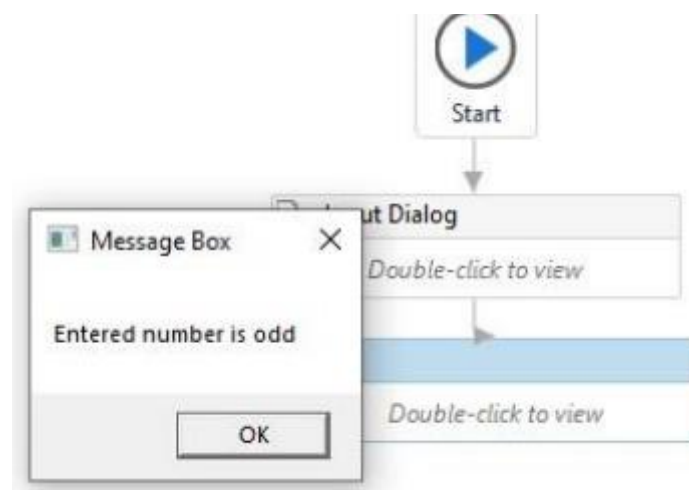 Start
ut Dialog
Double-click to view
Message Box
Entered number is odd
OK
Double-click to view